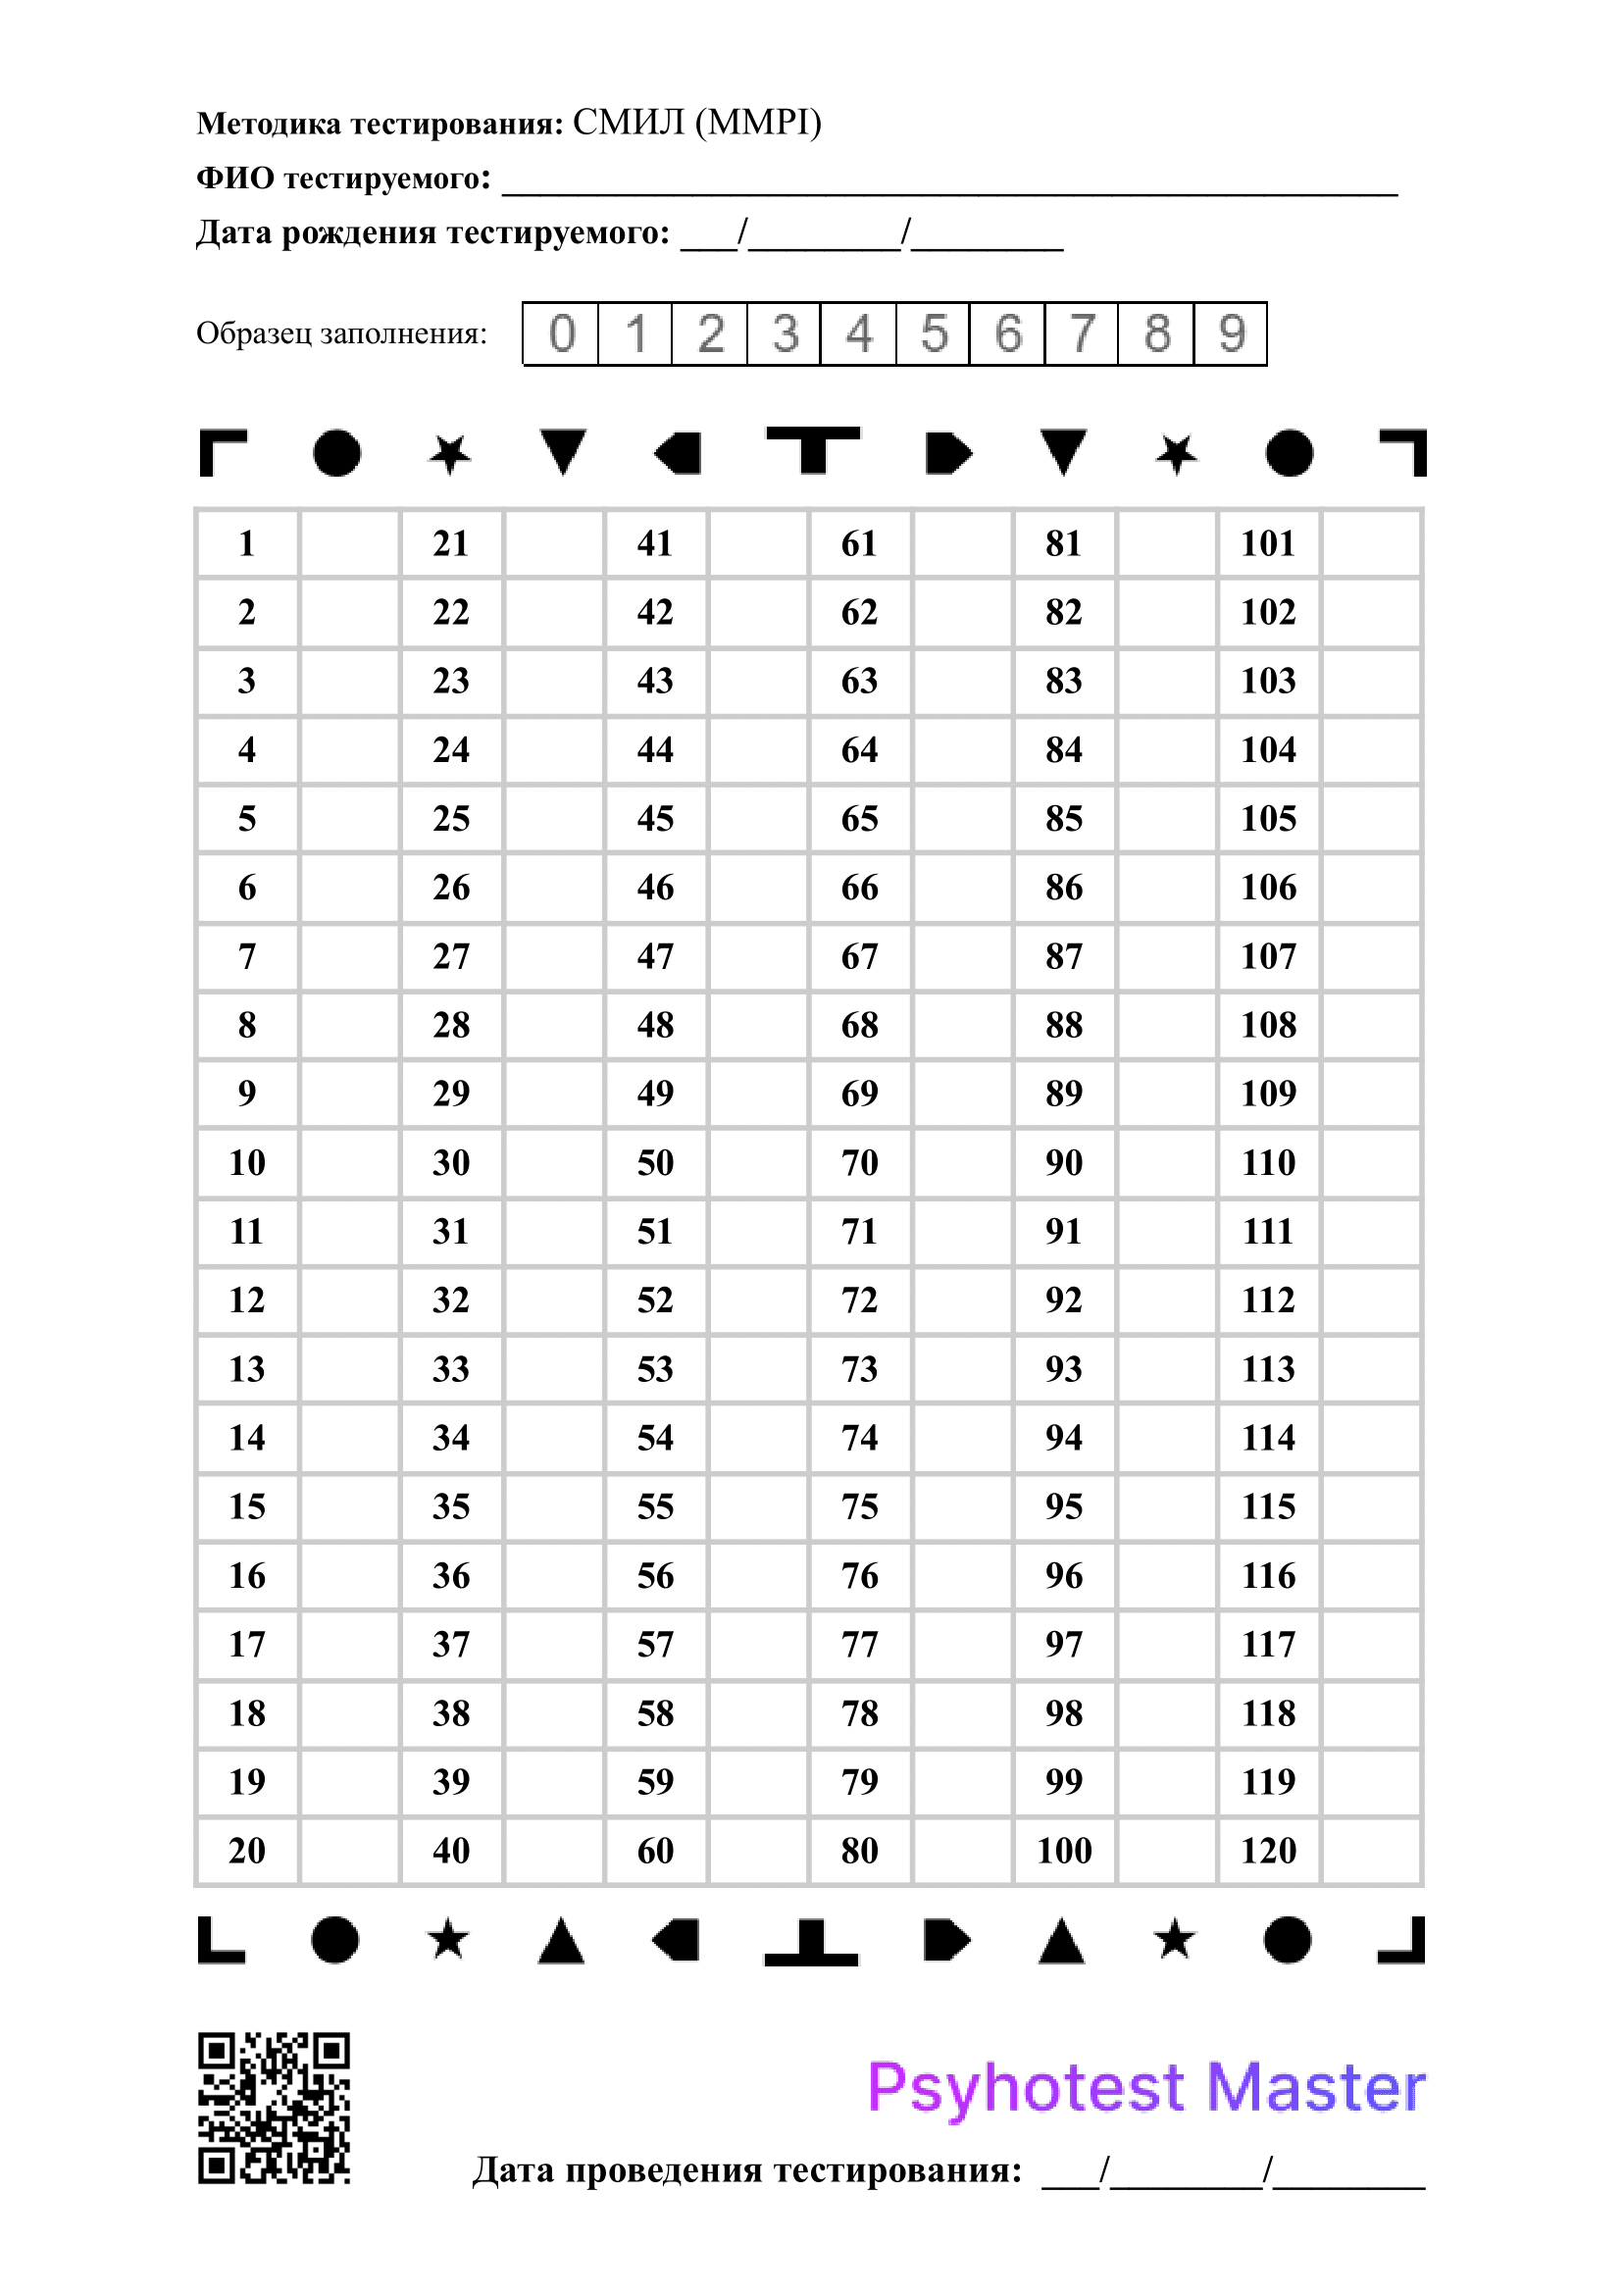 Методика тестирования: СМИЛ (MMPI)
ФИО тестируемого: _______________________________________________
Дата рождения тестируемого: ___/________/________
Образец заполнения: 0 1 2 3 4 5 6 7 8 9
1 21 41 61 81 101
2 22 42 62 82 102
3 23 43 63 83 103
4 24 44 64 84 104
5 25 45 65 85 105
6 26 46 66 86 106
7 27 47 67 87 107
8 28 48 68 88 108
9 29 49 69 89 109
10 30 50 70 90 110
11 31 51 71 91 111
12 32 52 72 92 112
13 33 53 73 93 113
14 34 54 74 94 114
15 35 55 75 95 115
16 36 56 76 96 116
17 37 57 77 97 117
18 38 58 78 98 118
19 39 59 79 99 119
20 40 60 80 100 120
Psyhotest Master
Дата проведения тестирования: ___/________/________